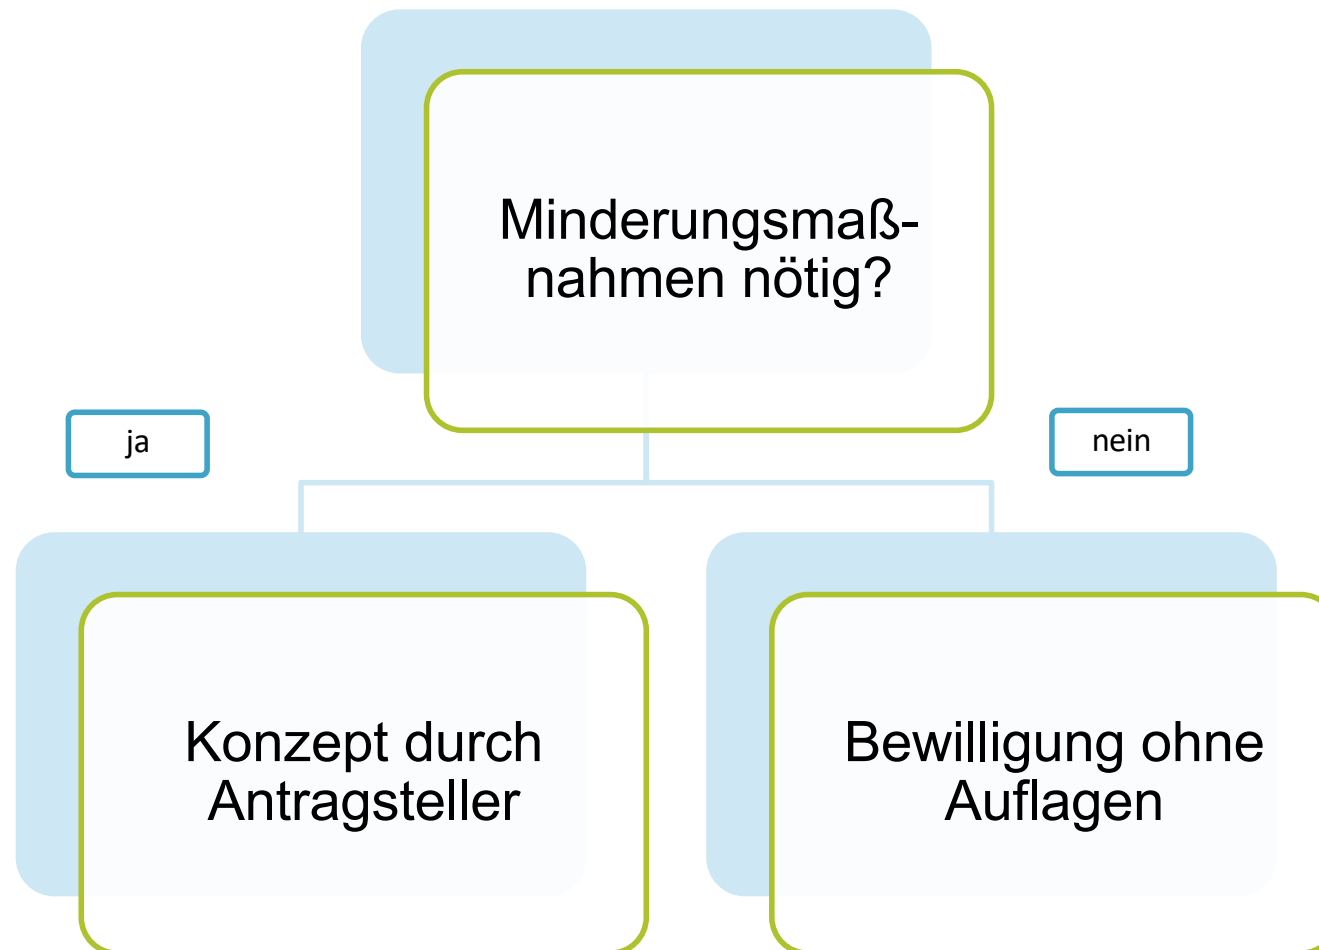 Minderungsmaß-
nahmen nötig?
ja
nein
Konzept durch
Antragsteller
Bewilligung ohne
Auflagen